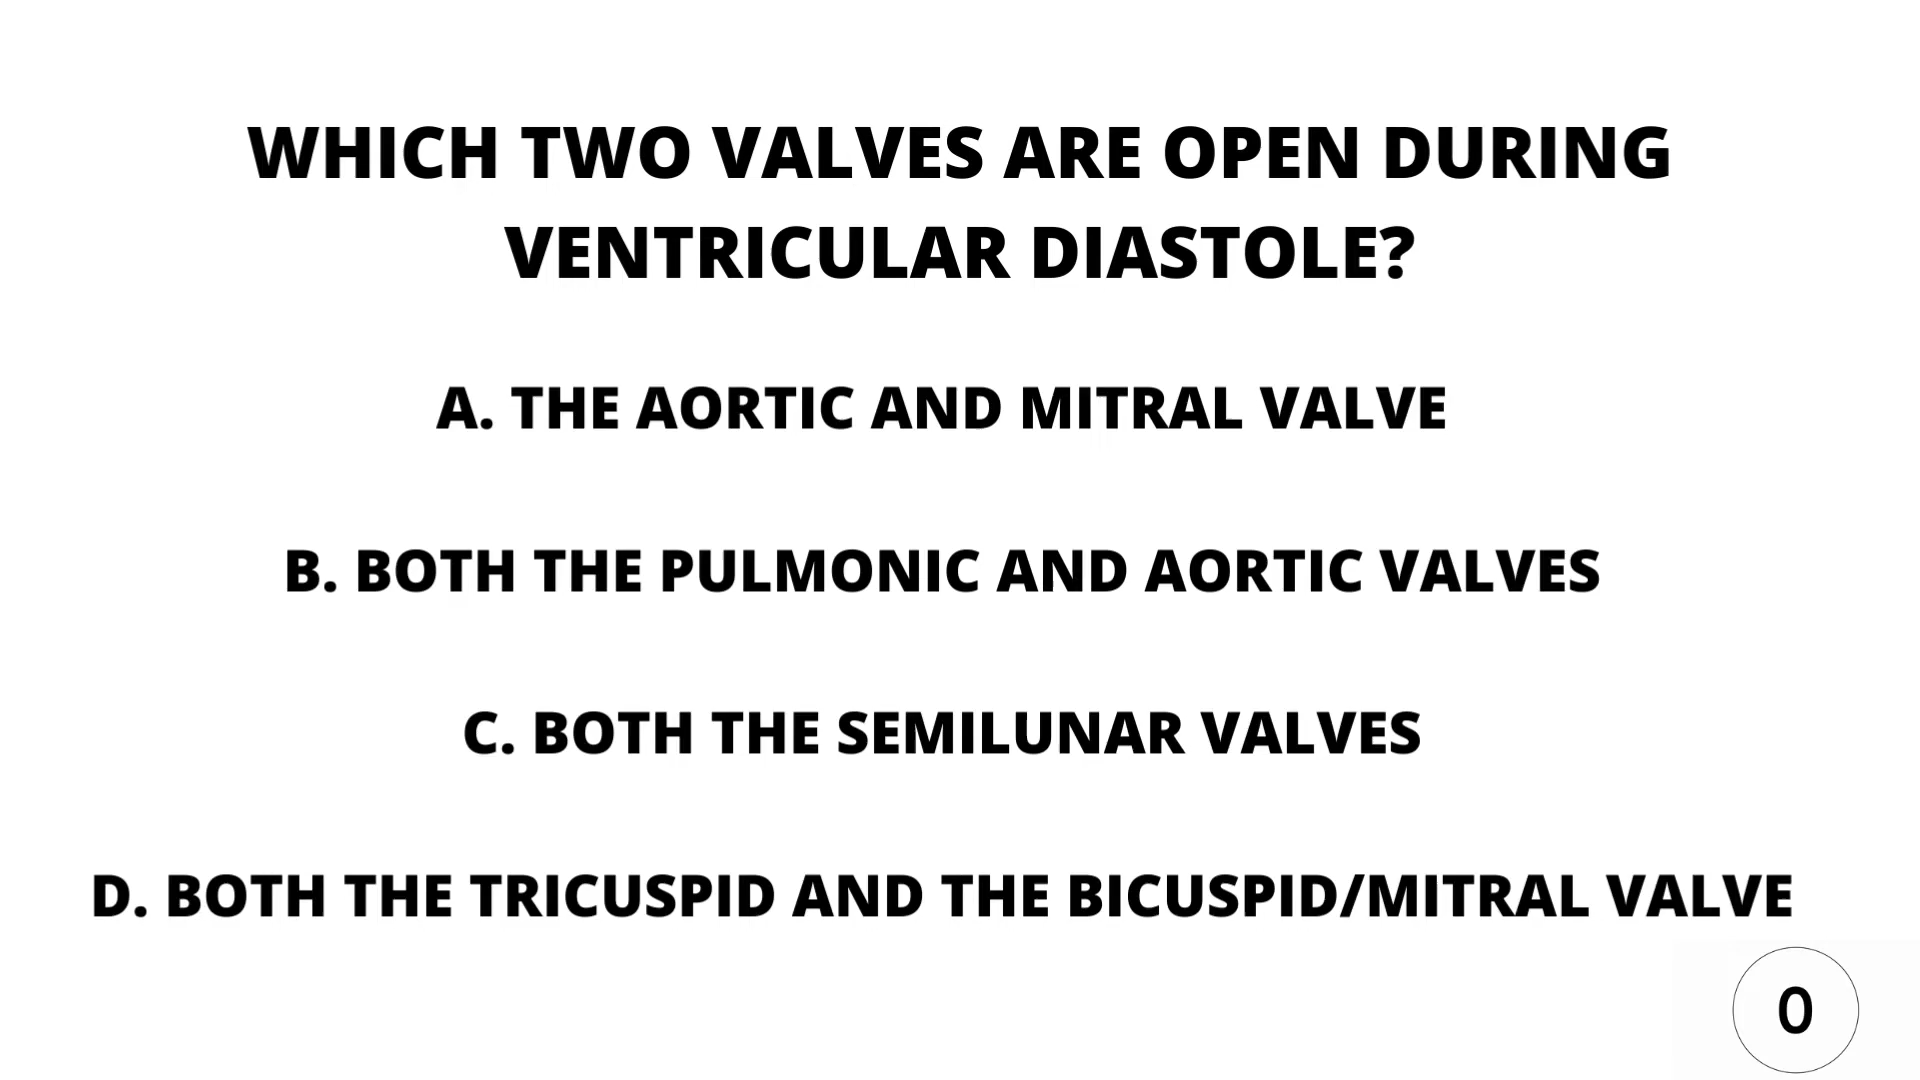 WHICH TWO VALVES ARE OPEN DURING
VENTRICULAR DIASTOLE?
A. THE AORTIC AND MITRAL VALVE
B. BOTH THE PULMONIC AND AORTIC VALVES
C. BOTH THE SEMILUNAR VALVES
D. BOTH THE TRICUSPID AND THE BICUSPID/MITRAL VALVE
0